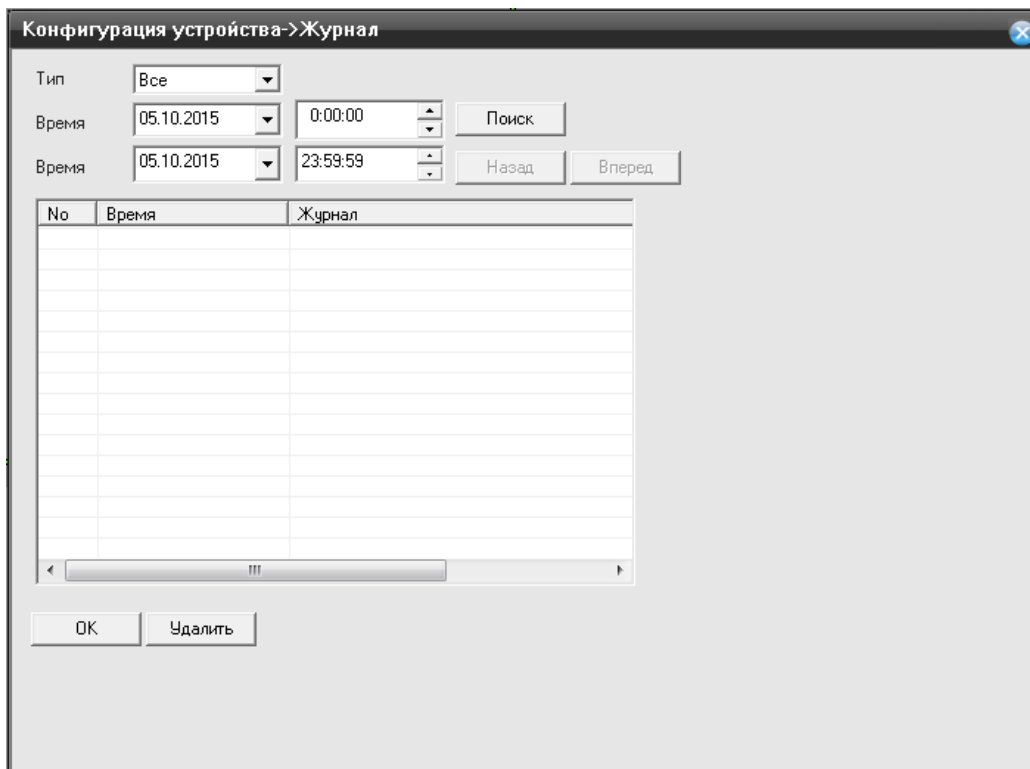 Конфигурация устройства->Журнал
Тип Все
Время 05.10.2015 0:00:00 Поиск
Время 05.10.2015 23:59:59 Назад Вперед
No Время Журнал
OK Удалить